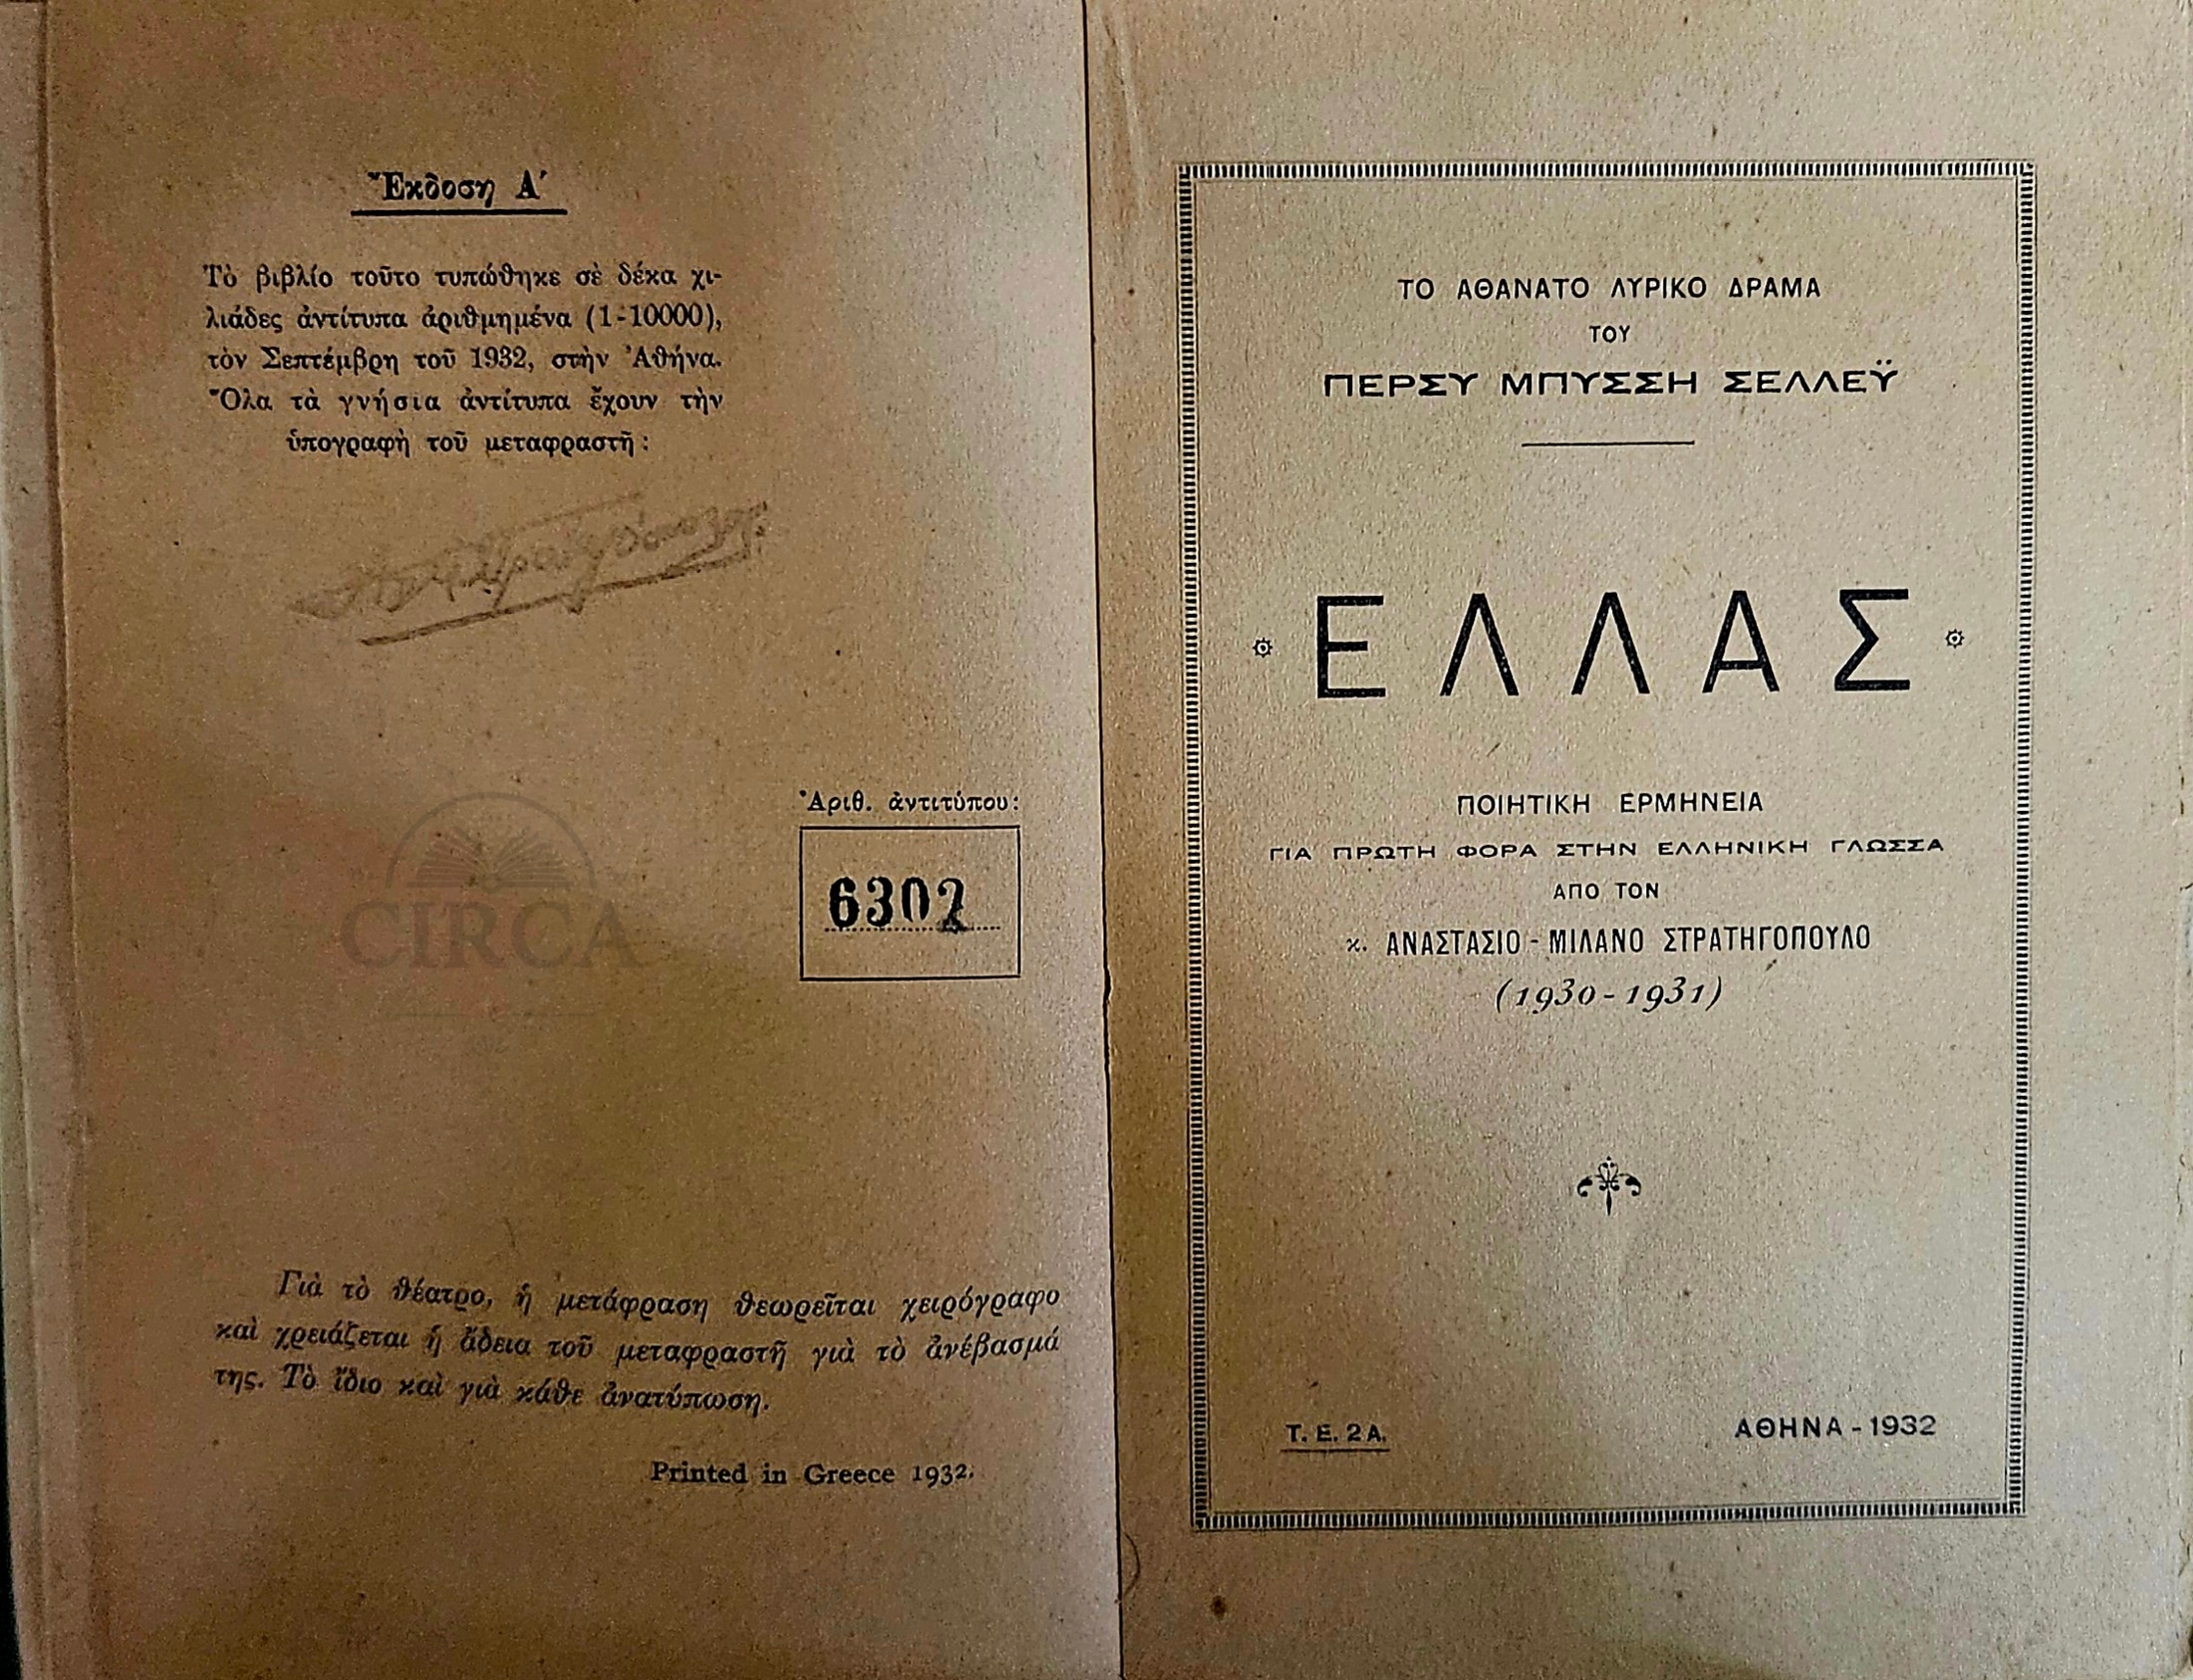 Ἔκδοση Α΄
Τὸ βιβλίο τοῦτο τυπώθηκε σὲ δέκα χι-
λιάδες ἀντίτυπα ἀριθμημένα (1-10000),
τὸν Σεπτέμβρη τοῦ 1932, στὴν Ἀθήνα.
Ὅλα τὰ γνήσια ἀντίτυπα ἔχουν τὴν
ὑπογραφὴ τοῦ μεταφραστῆ:
Ἀριθ. ἀντιτύπου:
6302
CIRCA
Γιὰ τὸ θέατρο, ἡ μετάφραση θεωρεῖται χειρόγραφο
καὶ χρειάζεται ἡ ἄδεια τοῦ μεταφραστῆ γιὰ τὸ ἀνέβασμά
της. Τὸ ἴδιο καὶ γιὰ κάθε ἀνατύπωση.
Printed in Greece 1932.
ΤΟ ΑΘΑΝΑΤΟ ΛΥΡΙΚΟ ΔΡΑΜΑ
ΤΟΥ
ΠΕΡΣΥ ΜΠΥΣΣΗ ΣΕΛΛΕΫ
ΕΛΛΑΣ
ΠΟΙΗΤΙΚΗ ΕΡΜΗΝΕΙΑ
ΓΙΑ ΠΡΩΤΗ ΦΟΡΑ ΣΤΗΝ ΕΛΛΗΝΙΚΗ ΓΛΩΣΣΑ
ΑΠΟ ΤΟΝ
κ. ΑΝΑΣΤΑΣΙΟ - ΜΙΛΑΝΟ ΣΤΡΑΤΗΓΟΠΟΥΛΟ
(1930-1931)
Τ. Ε. 2 Α.
ΑΘΗΝΑ - 1932